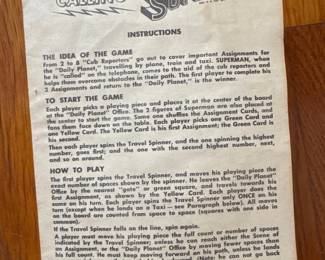 CALLING
INSTRUCTIONS
THE IDEA OF THE GAME
From 2 to 8 "Cub Reporters" go out to cover important Assignments for
the "Daily Planet," travelling by plane, train and taxi. SUPERMAN, when
he is "called" on the telephone, comes to the aid of the cub reporters and
helps them overcome obstacles in their path. The first player to complete his
2 Assignments and return to the "Daily Planet," is the winner.
TO START THE GAME
Each player picks a playing piece and places it at the center of the board
at the "Daily Planet" Office. The 2 figures of Superman are also placed at
the center to start the game. Some one shuffles the Assignment Cards, and
fans them face down on the table. Each player picks one Green Card and
one Yellow Card. The Yellow Card is his first Assignment; the Green Card is
his second.
Then each player spins the Travel Spinner, and the one spinning the highest
number, goes first; and the one with the second highest number, next,
and so on around.
HOW TO PLAY
The first player spins the Travel Spinner, and moves his playing piece the
exact number of spaces shown by the spinner. He leaves the "Daily Planet"
Office by the nearest "gate" or green square, and travels towards his
first Assignment, as shown by the Yellow Card. Each player does the
same on his turn. Each player spins the Travel Spinner only ONCE on his
turn (except when he lands on a Taxi — see Paragraph below). All moves
on the board are counted from space to space (squares with one side in
common).
If the Travel Spinner falls on the line, spin again.
A player must move his playing piece the full count or number of spaces
indicated by the Travel Spinner; unless he can reach either the Scene of
an Assignment, or the "Daily Planet" Office by moving fewer spaces than
his full count. He must keep moving forward on his path, unless he lands
(Note: he can not go back